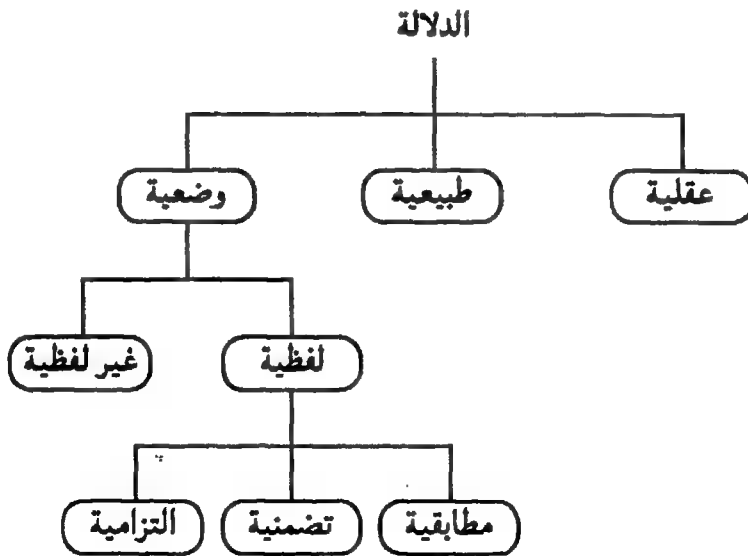 الدلالة
عقلية
طبيعية
وضعية
لفظية
غير لفظية
مطابقية
تضمنية
التزامية